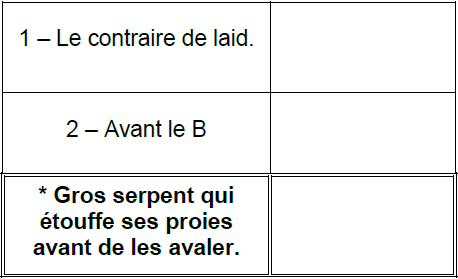 1 – Le contraire de laid.
2 – Avant le B
* Gros serpent qui
étouffe ses proies
avant de les avaler.